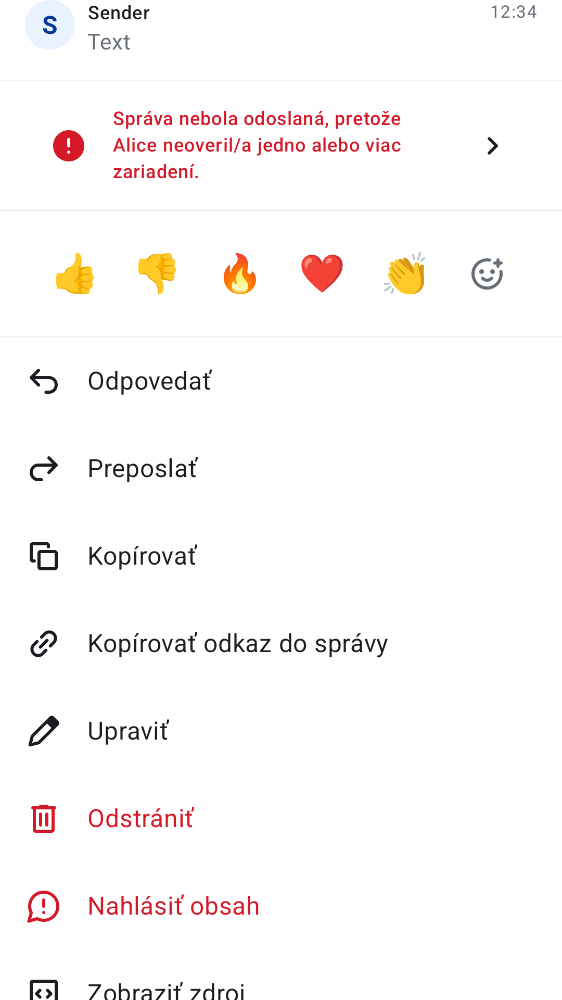 S
Sender
12:34
Text
Správa nebola odoslaná, pretože
Alice neoveril/a jedno alebo viac
zariadení.
Odpovedať
Preposlať
Kopírovať
Kopírovať odkaz do správy
Upraviť
Odstrániť
Nahlásiť obsah
Zobraziť zdroj